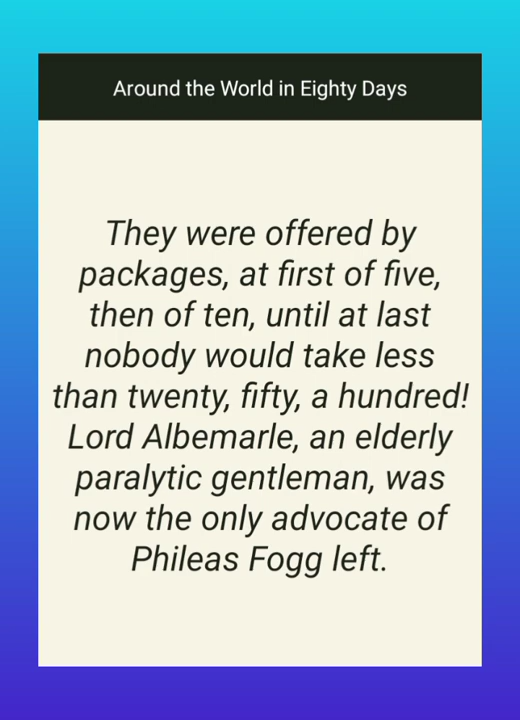 Around the World in Eighty Days
They were offered by
packages, at first of five,
then of ten, until at last
nobody would take less
than twenty, fifty, a hundred!
Lord Albemarle, an elderly
paralytic gentleman, was
now the only advocate of
Phileas Fogg left.